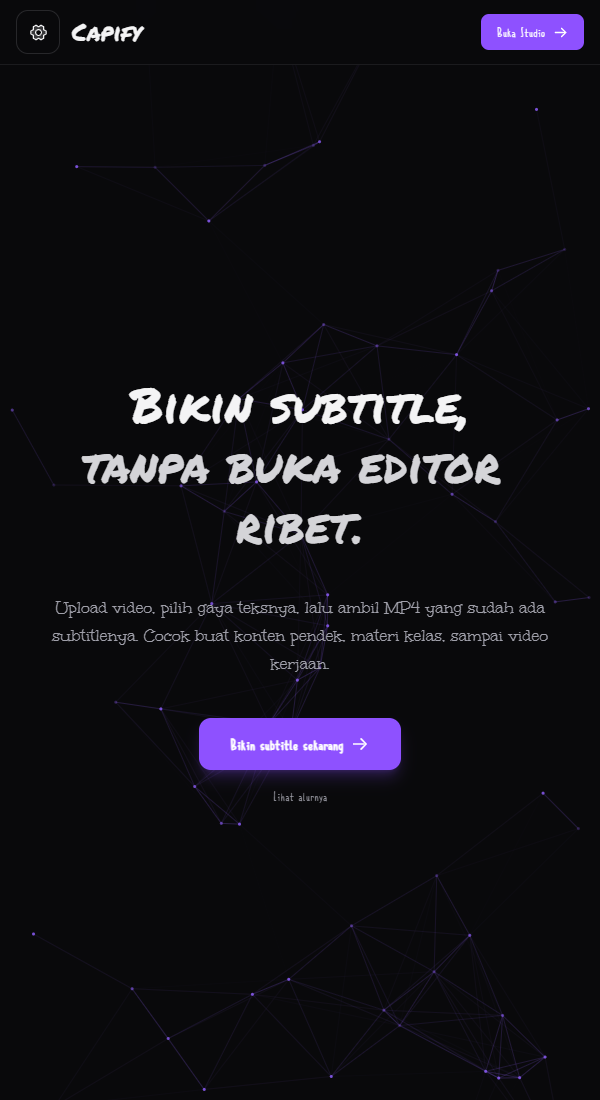 Capify
Buka Studio
Bikin subtitle,
tanpa buka editor
ribet.
Upload video, pilih gaya teksnya, lalu ambil MP4 yang sudah ada
subtitlenya. Cocok buat konten pendek, materi kelas, sampai video
kerjaan.
Bikin subtitle sekarang
Lihat alurnya